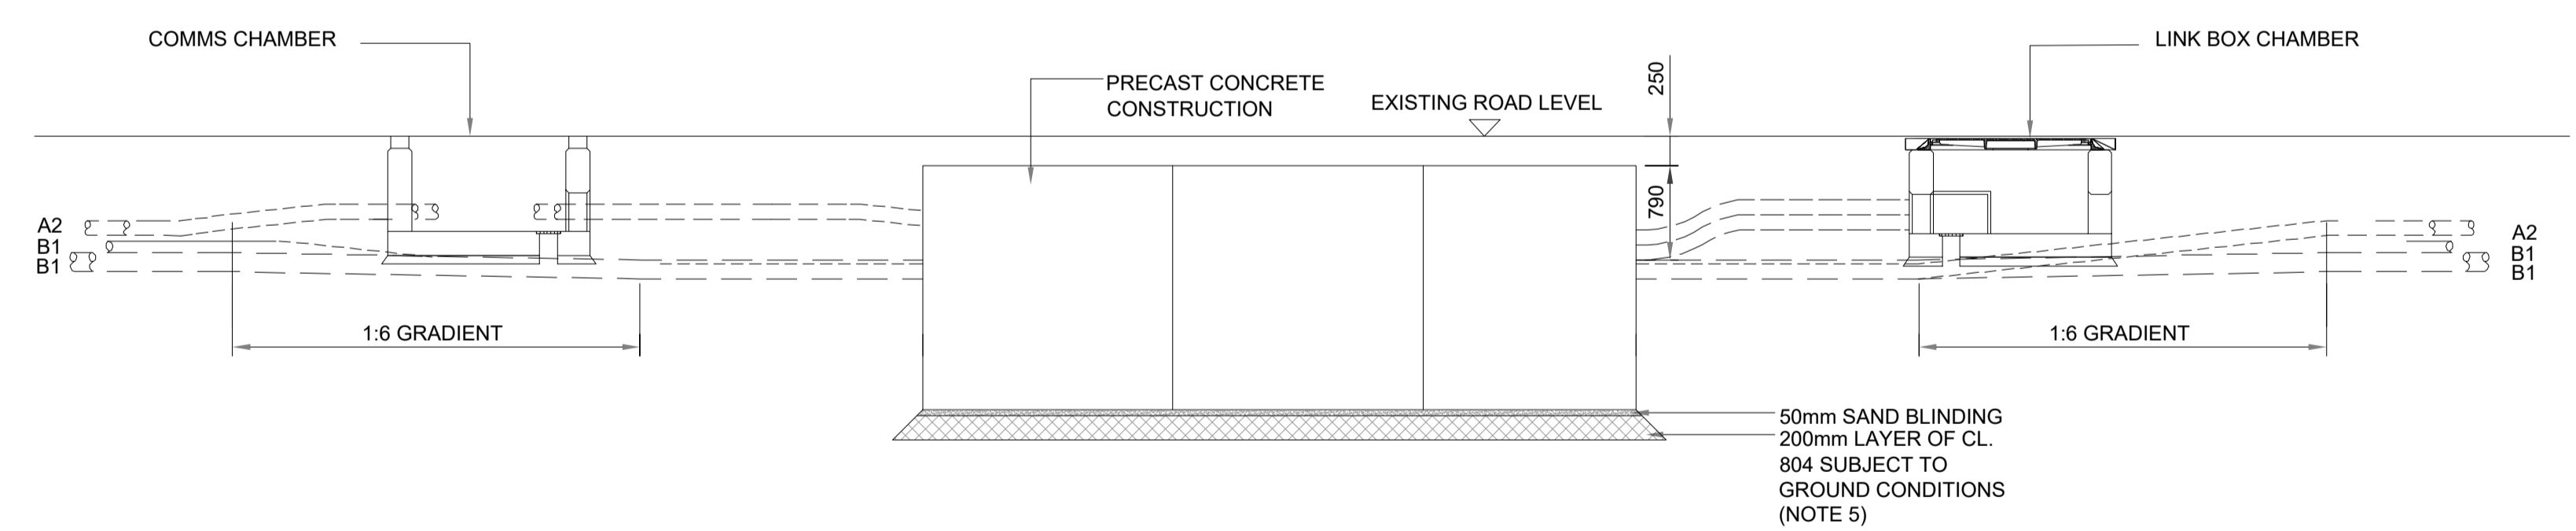 COMMS CHAMBER
LINK BOX CHAMBER
PRECAST CONCRETE
CONSTRUCTION
EXISTING ROAD LEVEL
250
790
A2
B1
B1
A2
B1
B1
1:6 GRADIENT
1:6 GRADIENT
50mm SAND BLINDING
200mm LAYER OF CL.
804 SUBJECT TO
GROUND CONDITIONS
(NOTE 5)